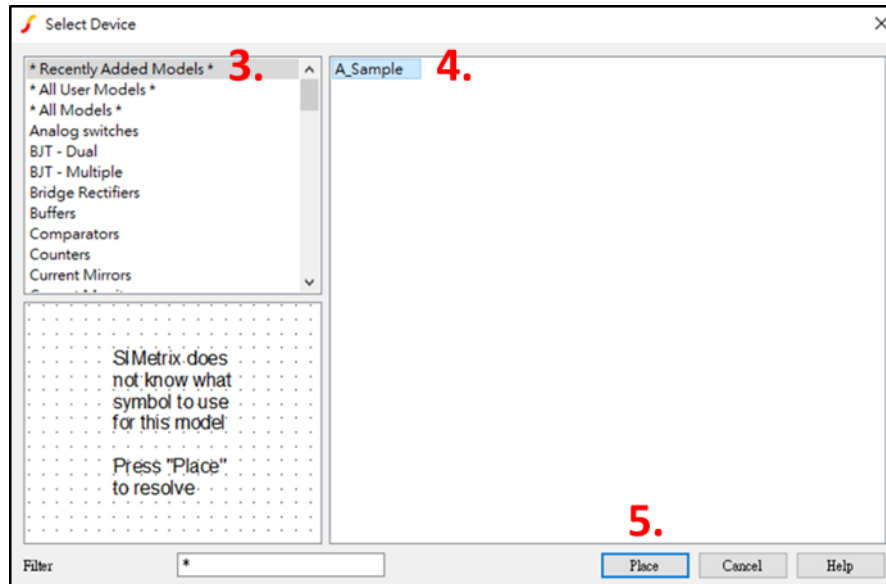 Select Device
* Recently Added Models *
3.
* All User Models *
* All Models *
Analog switches
BJT - Dual
BJT - Multiple
Bridge Rectifiers
Buffers
Comparators
Counters
Current Mirrors
A_Sample
4.
SIMetrix does
not know what
symbol to use
for this model
Press "Place"
to resolve
5.
Filter
*
Place
Cancel
Help